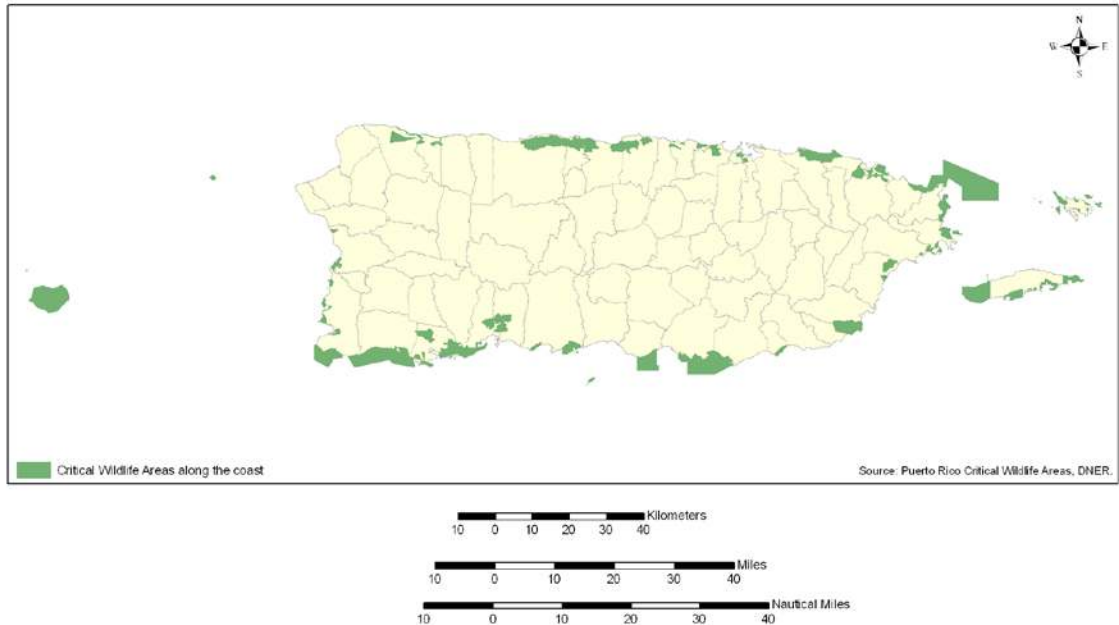 N
W E
S
Critical Wildlife Areas along the coast
Source: Puerto Rico Critical Wildlife Areas, DNER.
Kilometers
10 0 10 20 30 40
Miles
10 0 10 20 30 40
Nautical Miles
10 0 10 20 30 40